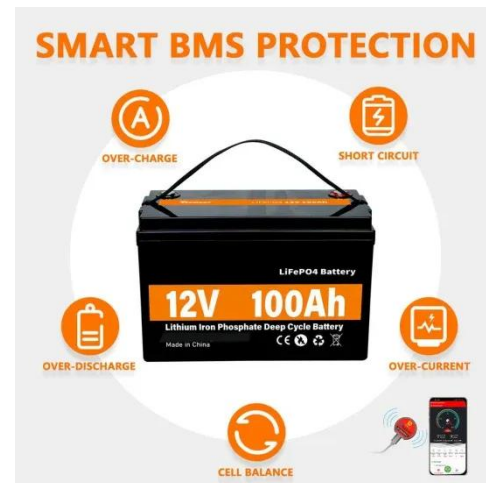 SMART BMS PROTECTION
OVER-CHARGE
SHORT CIRCUIT
LiFePO4 Battery
12V 100Ah
Lithium Iron Phosphate Deep Cycle Battery
Made in China
OVER-DISCHARGE
OVER-CURRENT
CELL BALANCE